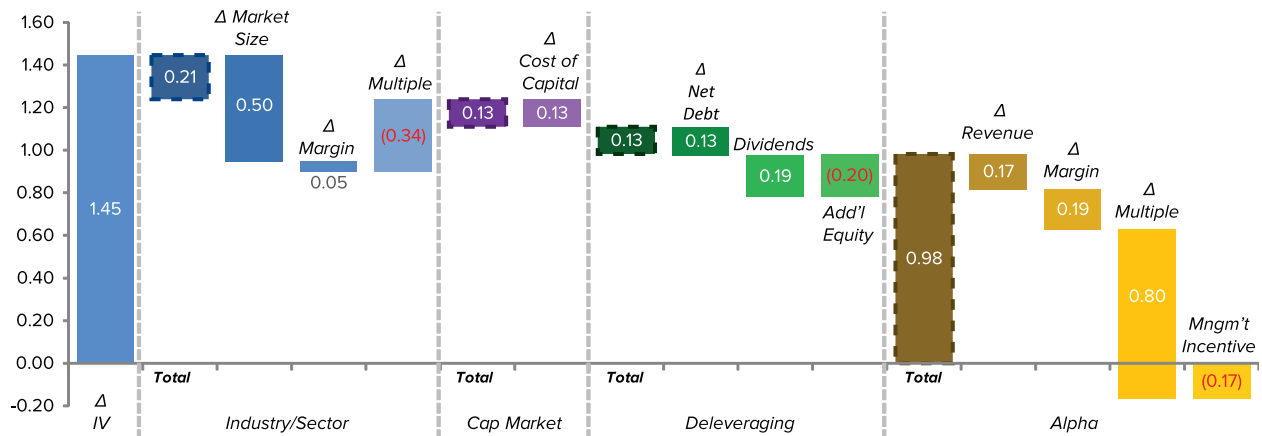 1.60
1.40
1.20
1.00
0.80
0.60
0.40
0.20
0.00
-0.20
1.45
Δ
IV
0.21
Total
Δ Market
Size
0.50
Δ
Margin
0.05
Δ
Multiple
(0.34)
Industry/Sector
0.13
Total
Δ
Cost of
Capital
0.13
Cap Market
0.13
Total
Δ
Net
Debt
0.13
Dividends
0.19
(0.20)
Add'l
Equity
Deleveraging
0.98
Total
Δ
Revenue
0.17
Δ
Margin
0.19
Δ
Multiple
0.80
Mngm't
Incentive
(0.17)
Alpha